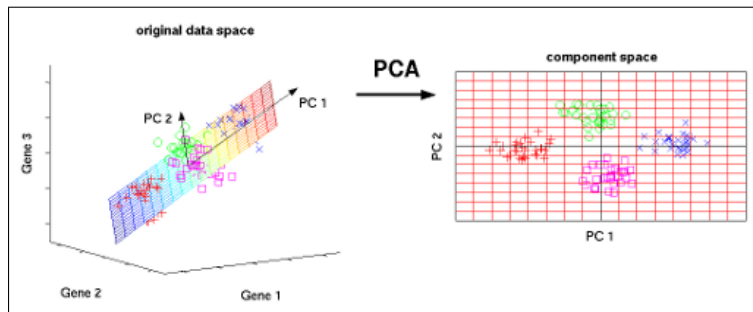 original data space
PCA
component space
PC 1
PC 2
Gene 3
Gene 2
Gene 1
PC 2
PC 1